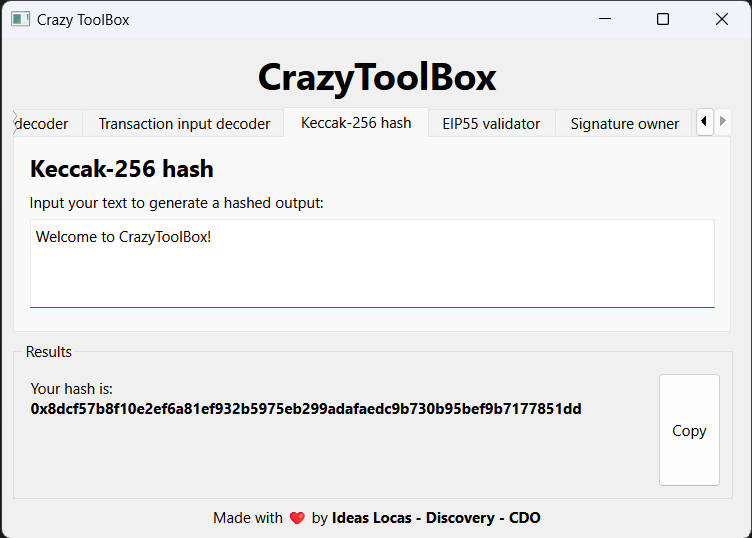 Crazy ToolBox
CrazyToolBox
decoder
Transaction input decoder
Keccak-256 hash
EIP55 validator
Signature owner
Keccak-256 hash
Input your text to generate a hashed output:
Welcome to CrazyToolBox!
Results
Your hash is:
0x8dcf57b8f10e2ef6a81ef932b5975eb299adafaedc9b730b95bef9b7177851dd
Copy
Made with ❤️ by Ideas Locas - Discovery - CDO